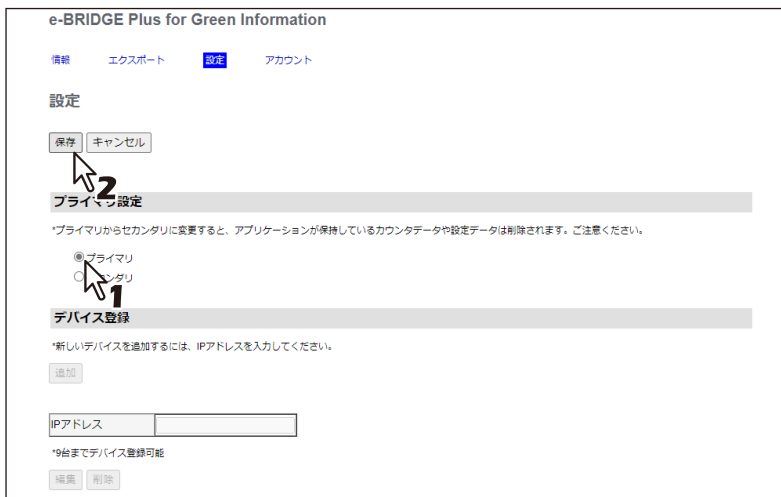 e-BRIDGE Plus for Green Information
情報 エクスポート 設定 アカウント
設定
保存 キャンセル
2
プライマリ設定
*プライマリからセカンダリに変更すると、アプリケーションが保持しているカウンタデータや設定データは削除されます。ご注意ください。
プライマリ
セカンダリ
1
デバイス登録
*新しいデバイスを追加するには、IPアドレスを入力してください。
追加
IPアドレス
*9台までデバイス登録可能
編集 削除